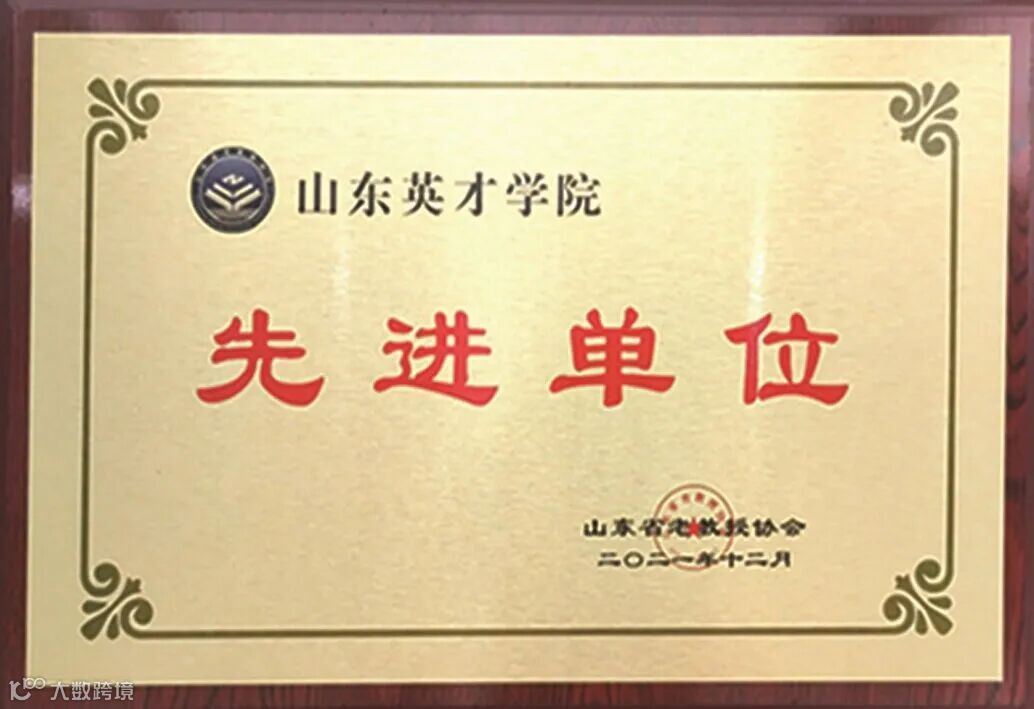 山东英才学院
先进单位
山东省老教授协会
二〇二一年十二月
大数跨境